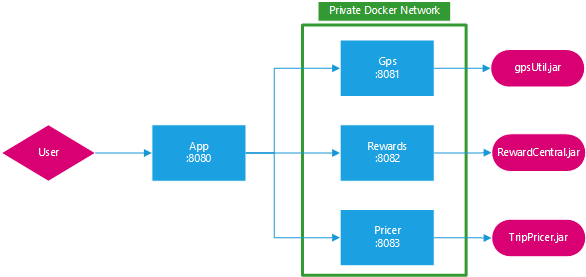 Private Docker Network
Gps
:8081
gpsUtil.jar
User
App
:8080
Rewards
:8082
RewardCentral.jar
Pricer
:8083
TripPricer.jar